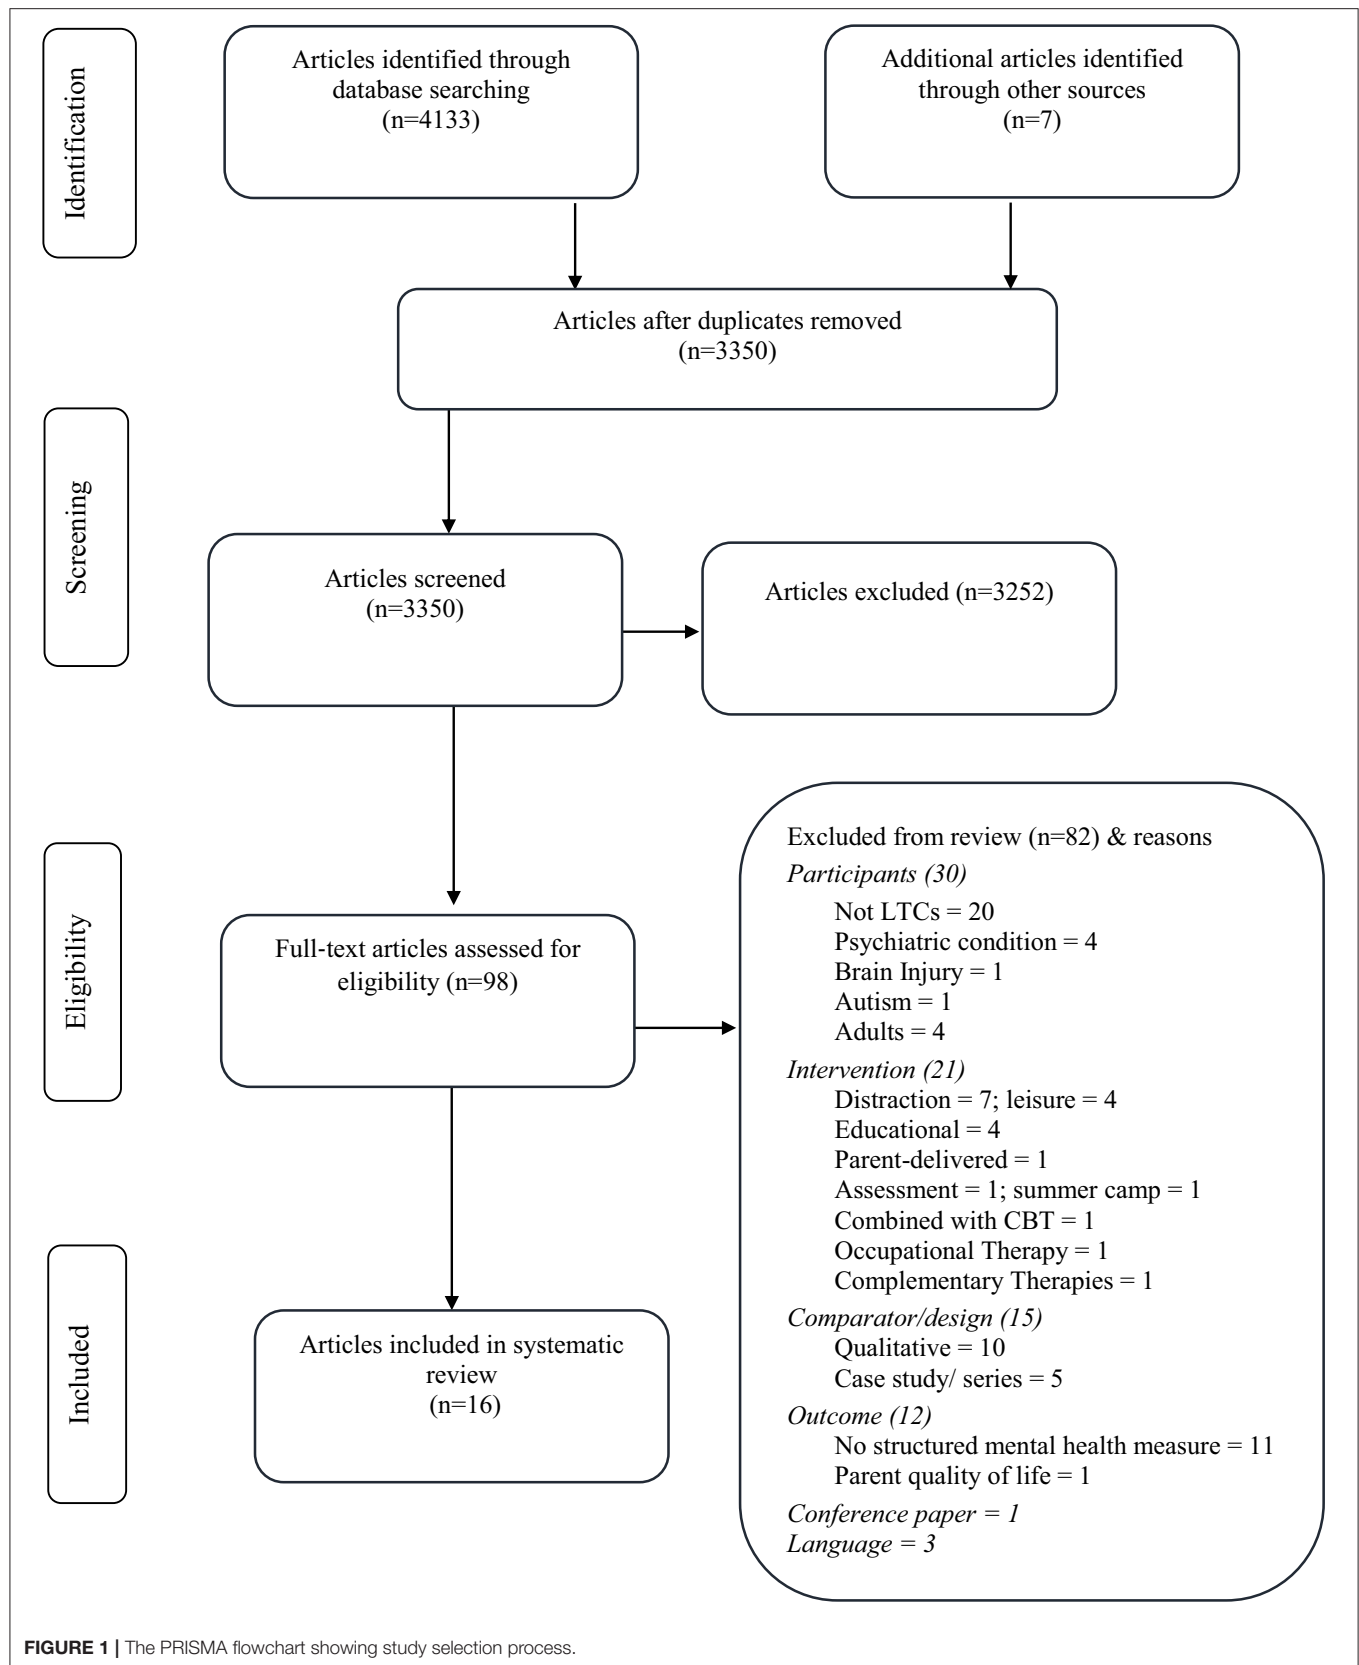 Identification
Articles identified through
database searching
(n=4133)
Additional articles identified
through other sources
(n=7)
Articles after duplicates removed
(n=3350)
Screening
Articles screened
(n=3350)
Articles excluded (n=3252)
Eligibility
Full-text articles assessed for
eligibility (n=98)
Excluded from review (n=82) & reasons
Participants (30)
Not LTCs = 20
Psychiatric condition = 4
Brain Injury = 1
Autism = 1
Adults = 4
Intervention (21)
Distraction = 7; leisure = 4
Educational = 4
Parent-delivered = 1
Assessment = 1; summer camp = 1
Combined with CBT = 1
Occupational Therapy = 1
Complementary Therapies = 1
Comparator/design (15)
Qualitative = 10
Case study/ series = 5
Outcome (12)
No structured mental health measure = 11
Parent quality of life = 1
Conference paper = 1
Language = 3
Included
Articles included in systematic
review
(n=16)
FIGURE 1 | The PRISMA flowchart showing study selection process.